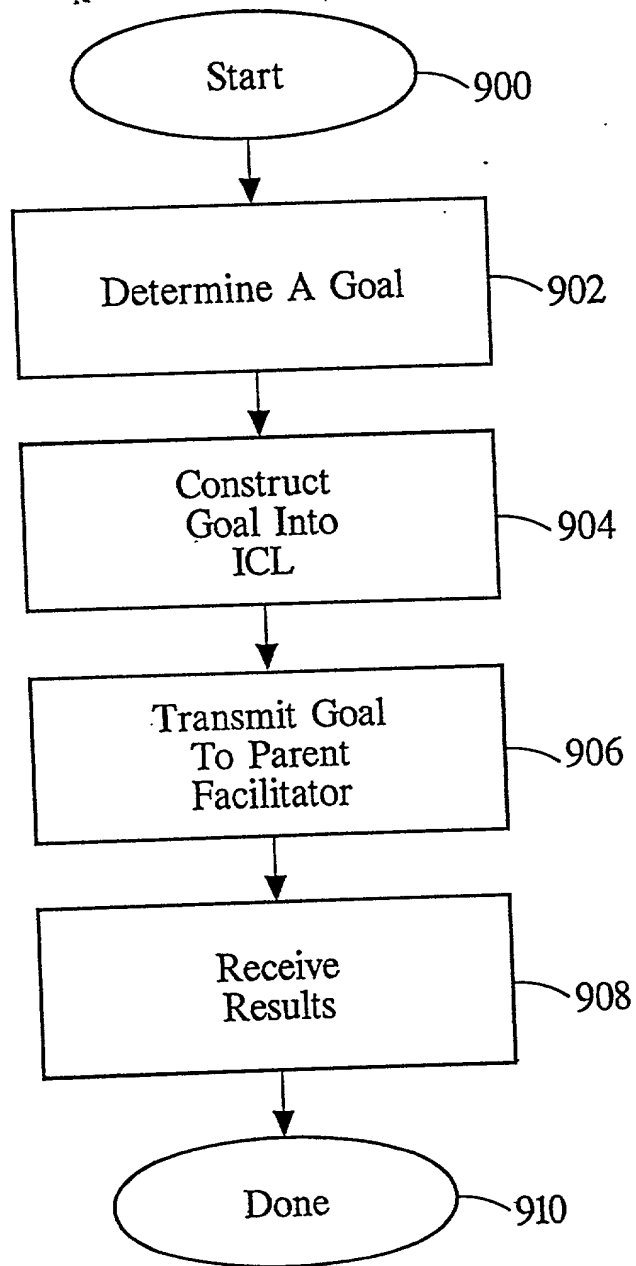 Start
900
Determine A Goal
902
Construct
Goal Into
ICL
904
Transmit Goal
To Parent
Facilitator
906
Receive
Results
908
Done
910